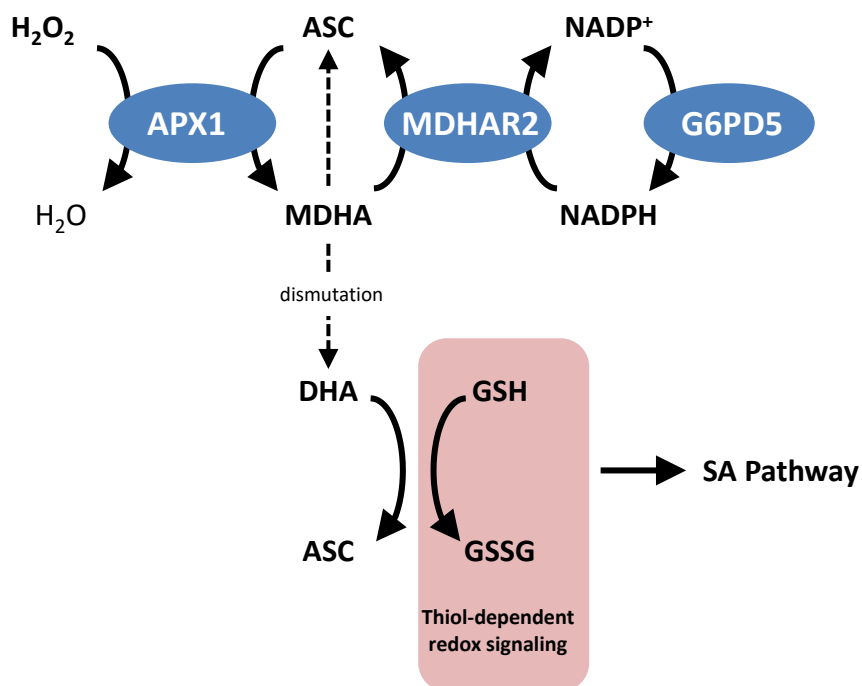 H₂O₂
ASC
NADP⁺
APX1
MDHAR2
G6PD5
H₂O
MDHA
NADPH
dismutation
DHA
GSH
SA Pathway
ASC
GSSG
Thiol-dependent
redox signaling